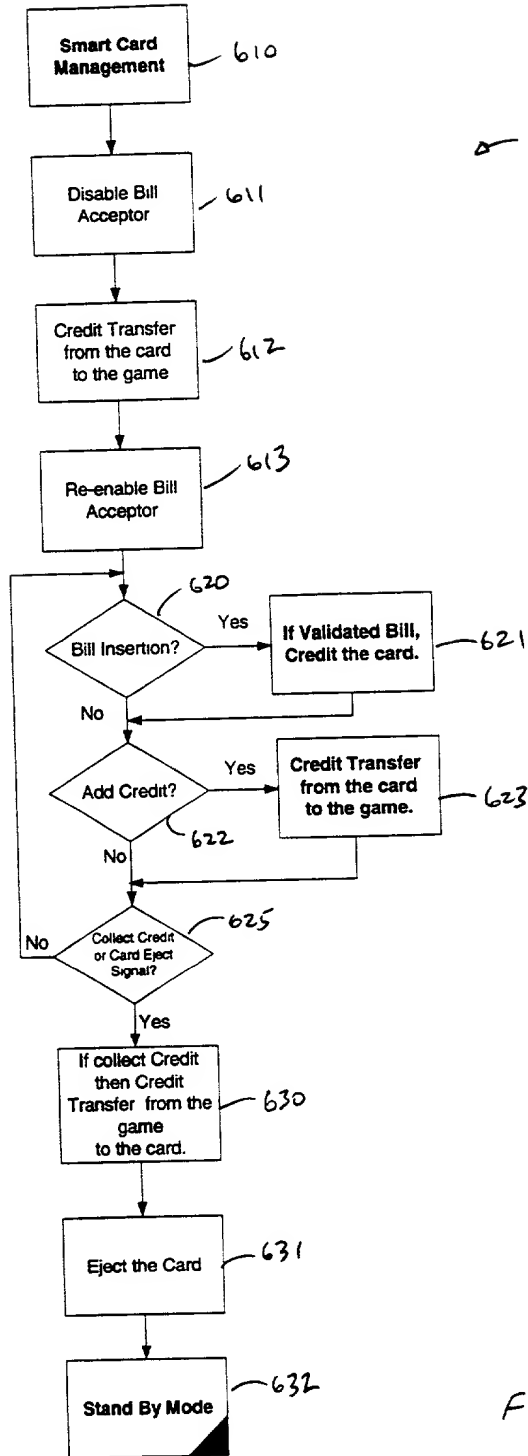 Smart Card
Management
610
Disable Bill
Acceptor
611
Credit Transfer
from the card
to the game
612
Re-enable Bill
Acceptor
613
620
Bill Insertion?
Yes
If Validated Bill,
Credit the card.
621
No
Add Credit?
Yes
Credit Transfer
from the card
to the game.
623
622
No
625
Collect Credit
or Card Eject
Signal?
No
Yes
If collect Credit
then Credit
Transfer from the
game
to the card.
630
Eject the Card
631
Stand By Mode
632
F